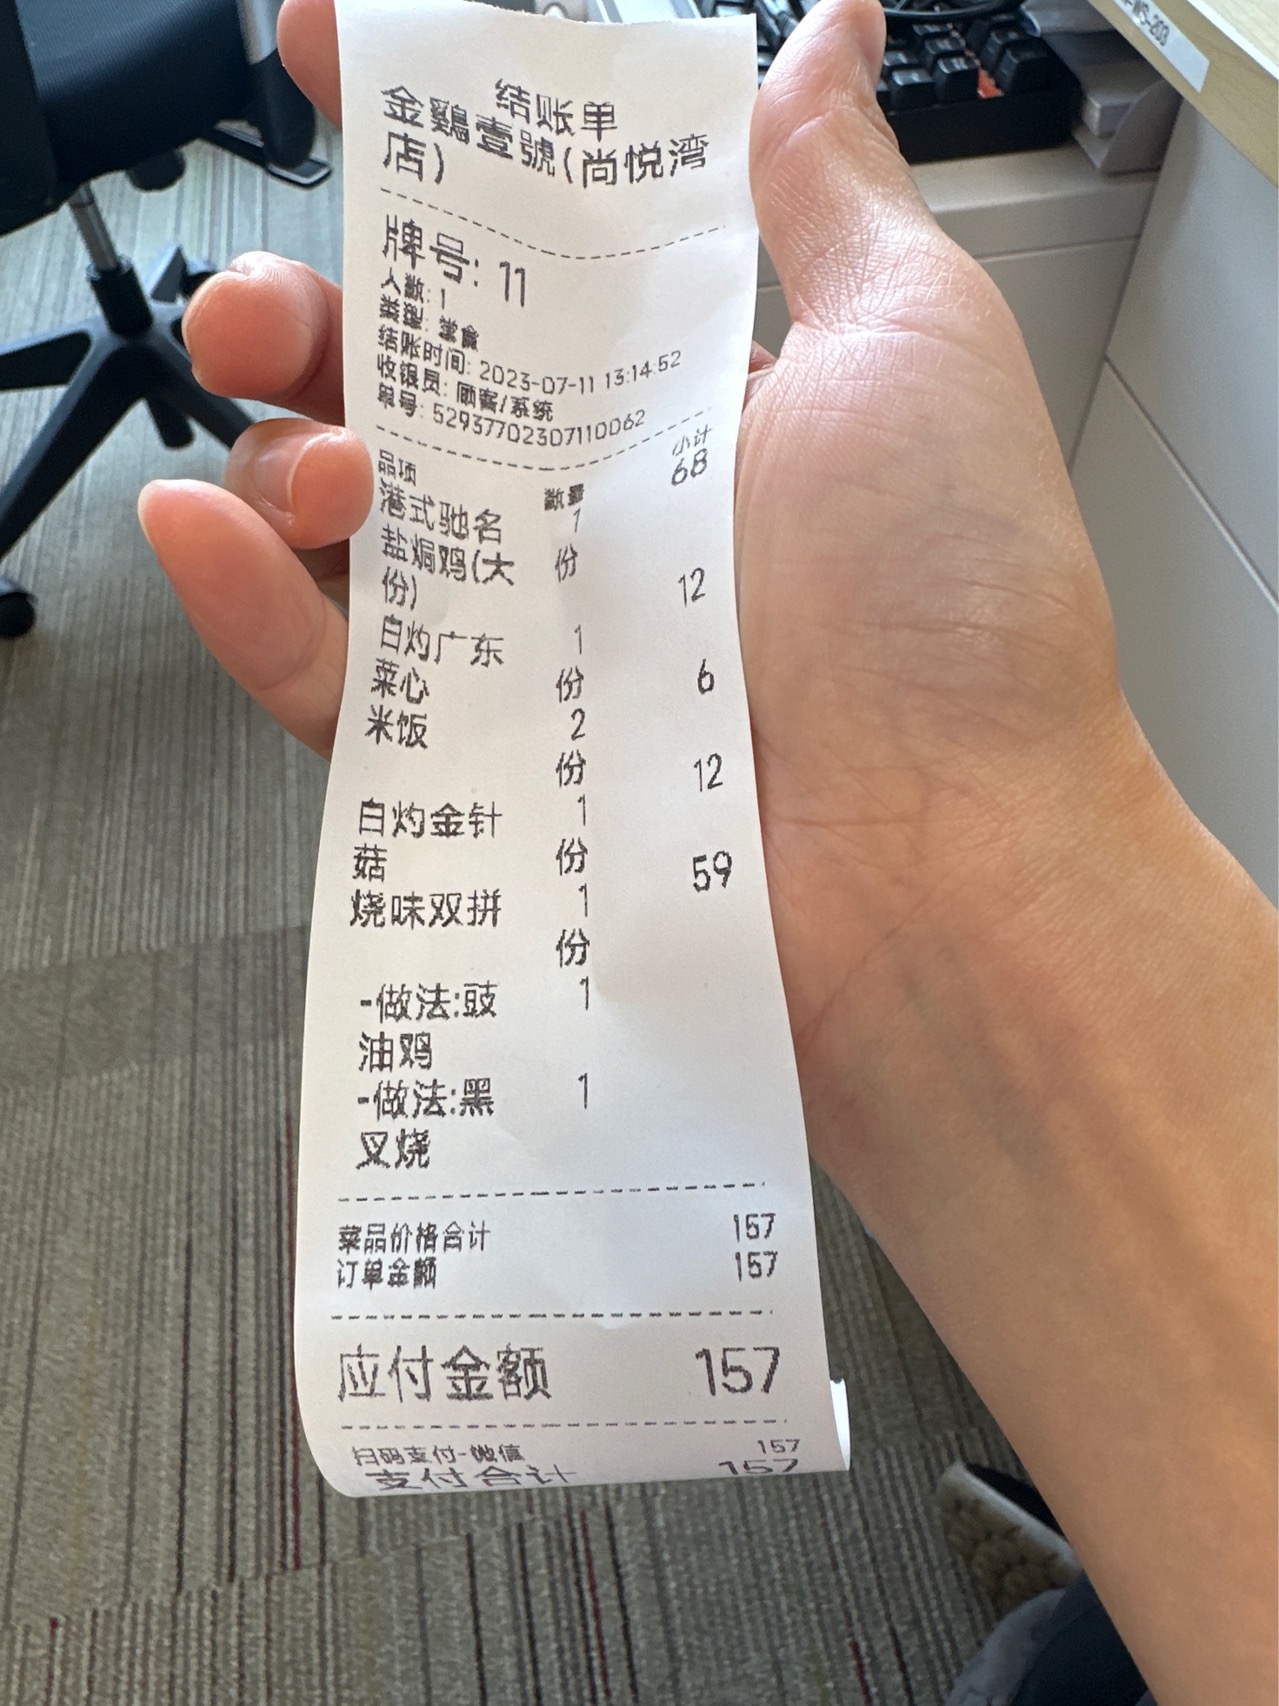 结账单
金鷄壹號(尚悦湾
店)
牌号: 11
人数: 1
类型: 堂食
结账时间: 2023-07-11 13:14:52
收银员: 顾客/系统
单号: 52937702307110062
品项 数量 小计
港式驰名 1 68
盐焗鸡(大 份
份)
白灼广东 1 12
菜心 份
米饭 2 6
份
白灼金针 1 12
菇 份
烧味双拼 1 59
份
-做法:豉 1
油鸡
-做法:黑 1
叉烧
菜品价格合计 157
订单金额 157
应付金额 157
扫码支付-微信 157
支付合计 157